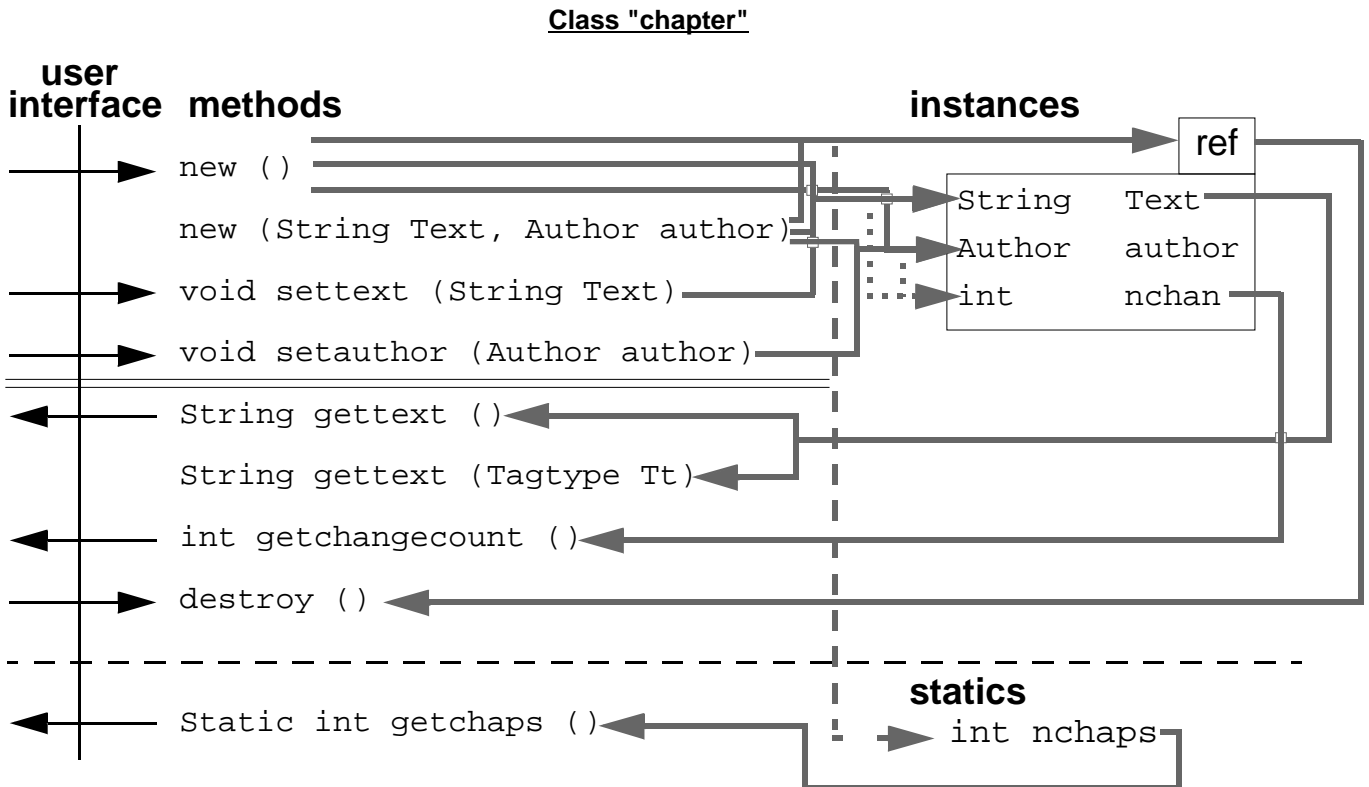 Class "chapter"
user
interface methods instances
ref
new ()
String Text
new (String Text, Author author)
Author author
void settext (String Text)
int nchan
void setauthor (Author author)
String gettext ()
String gettext (Tagtype Tt)
int getchangecount ()
destroy ()
statics
Static int getchaps ()
int nchaps